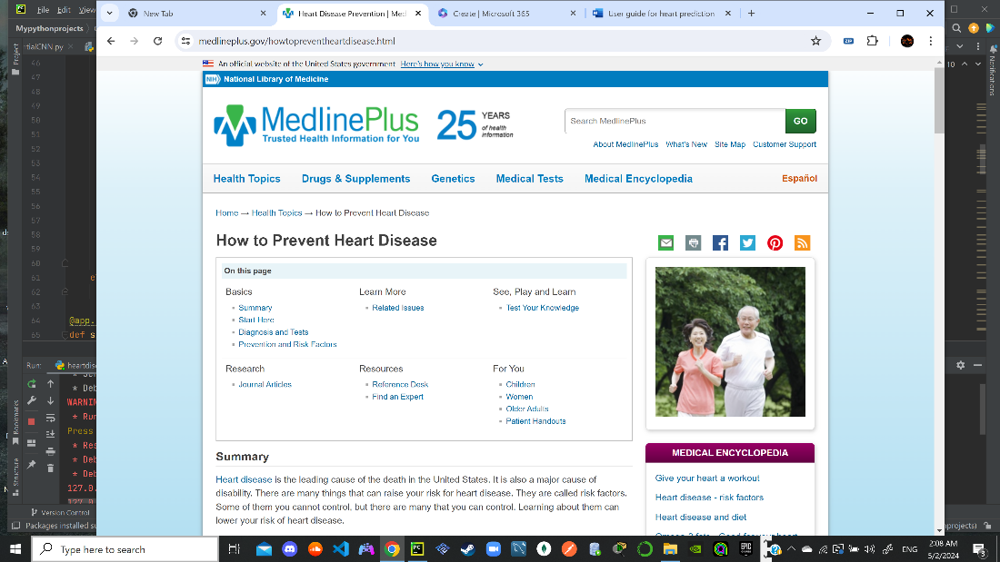 File
Edit
View
Mypythonprojects
tialCNN.py
New Tab
Heart Disease Prevention | Med
Create | Microsoft 365
User guide for heart prediction
medlineplus.gov/howtopreventheartdisease.html
ZIP
An official website of the United States government Here's how you know
NIH National Library of Medicine
MedlinePlus
Trusted Health Information for You
25 YEARS
of health
information
Search MedlinePlus
GO
About MedlinePlus What's New Site Map Customer Support
Health Topics Drugs & Supplements Genetics Medical Tests Medical Encyclopedia Español
Home → Health Topics → How to Prevent Heart Disease
How to Prevent Heart Disease
On this page
Basics Learn More See, Play and Learn
Summary Related Issues Test Your Knowledge
Start Here
Diagnosis and Tests
Prevention and Risk Factors
Research Resources For You
Journal Articles Reference Desk Children
Find an Expert Women
Older Adults
Patient Handouts
Summary
Heart disease is the leading cause of the death in the United States. It is also a major cause of
disability. There are many things that can raise your risk for heart disease. They are called risk factors.
Some of them you cannot control, but there are many that you can control. Learning about them can
lower your risk of heart disease.
MEDICAL ENCYCLOPEDIA
Give your heart a workout
Heart disease - risk factors
Heart disease and diet
Project
46
47
48
49
50
51
52
53
54
55
56
57
58
59
60
61
62
63
64 @app.
65 def s
10
Notifications
Run: heartdise
* Deb
WARNIN
* Run
Press
* Res
* Deb
* Deb
127.0.
Bookmarks
Structure
Version Control
Packages installed su
nprojects)
Type here to search
ENG
2:08 AM
5/2/2024
3